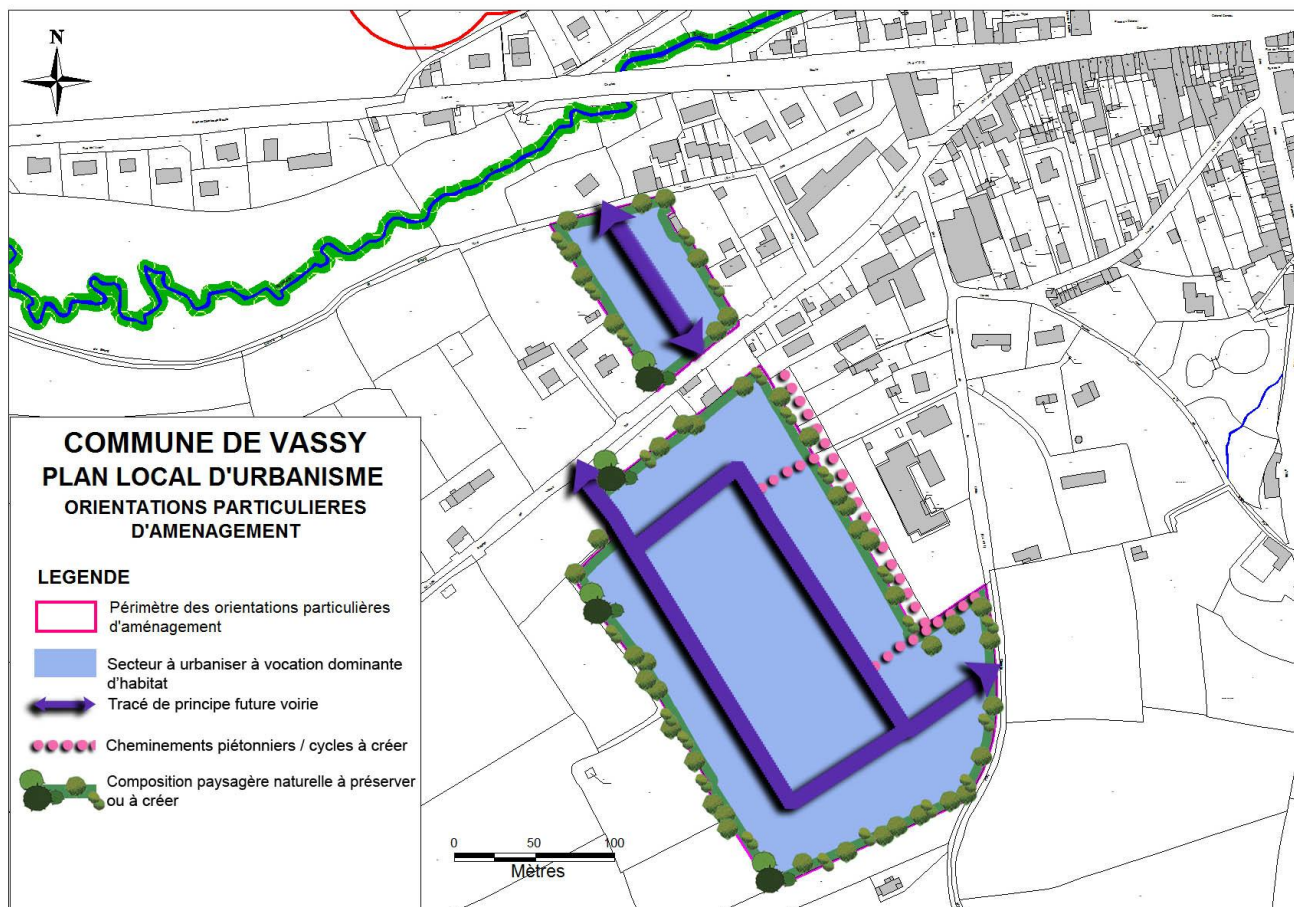 N
COMMUNE DE VASSY
PLAN LOCAL D'URBANISME
ORIENTATIONS PARTICULIERES
D'AMENAGEMENT
LEGENDE
Périmètre des orientations particulières
d'aménagement
Secteur à urbaniser à vocation dominante
d'habitat
Tracé de principe future voirie
Cheminements piétonniers / cycles à créer
Composition paysagère naturelle à préserver
ou à créer
0 50 100
Mètres